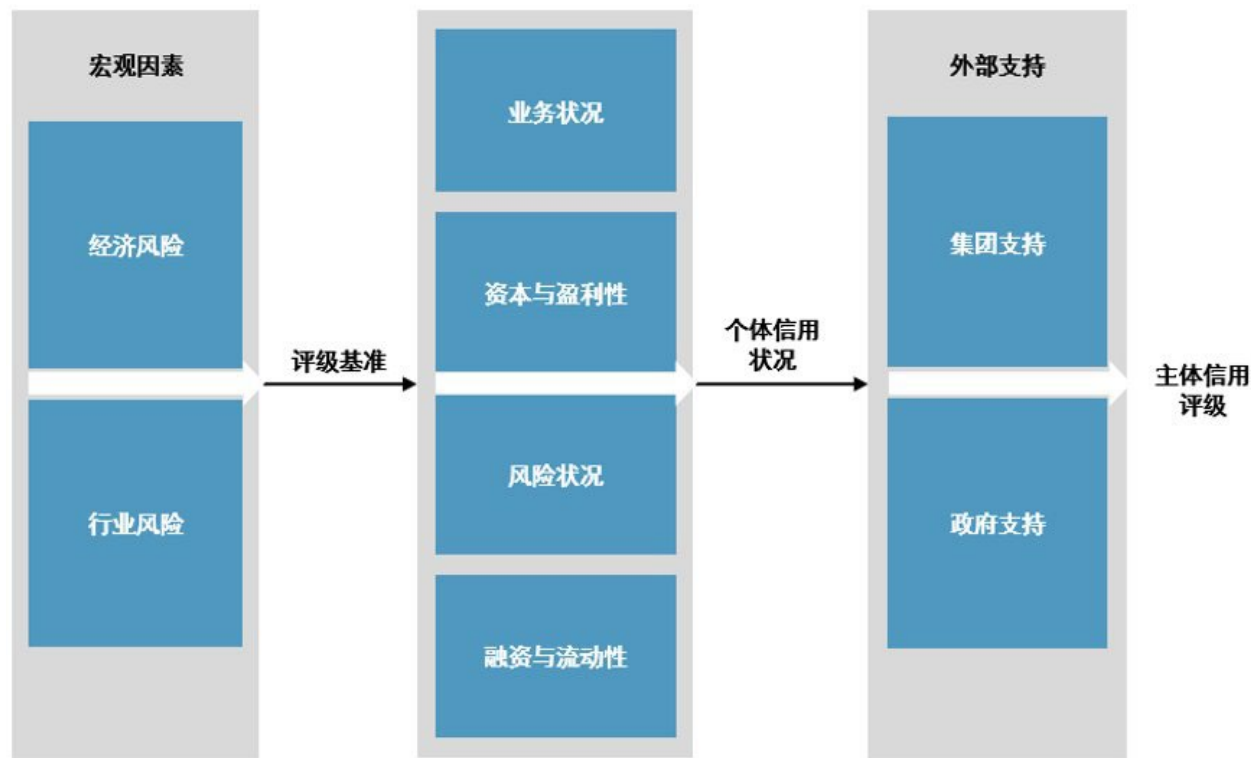 宏观因素
经济风险
行业风险
评级基准
业务状况
资本与盈利性
风险状况
融资与流动性
个体信用
状况
外部支持
集团支持
政府支持
主体信用
评级